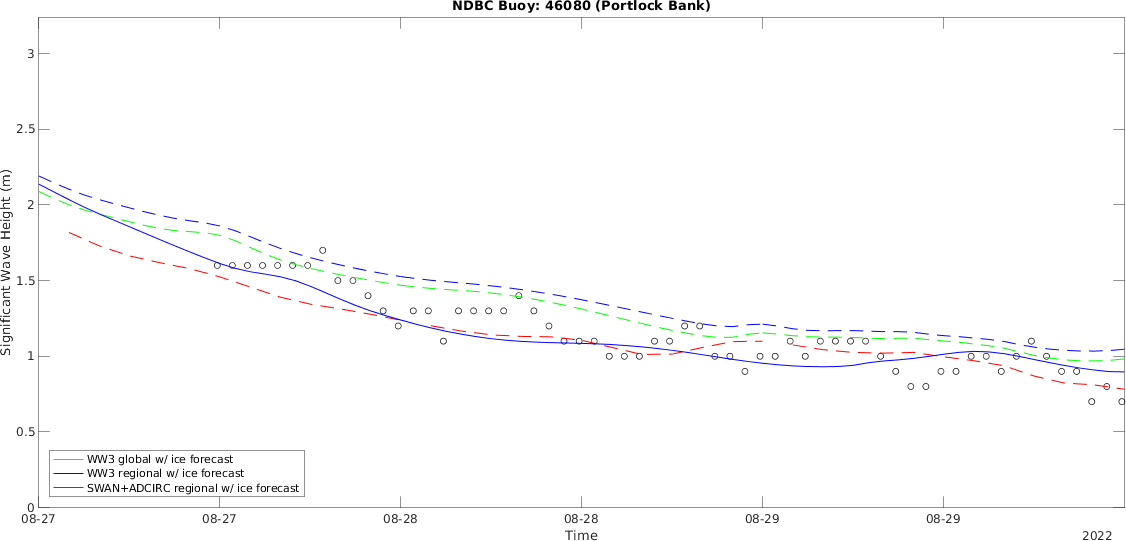 NDBC Buoy: 46080 (Portlock Bank)
3
2.5
2
1.5
1
0.5
0
Significant Wave Height (m)
WW3 global w/ ice forecast
WW3 regional w/ ice forecast
SWAN+ADCIRC regional w/ ice forecast
08-27 08-27 08-28 08-28 08-29 08-29
Time
2022